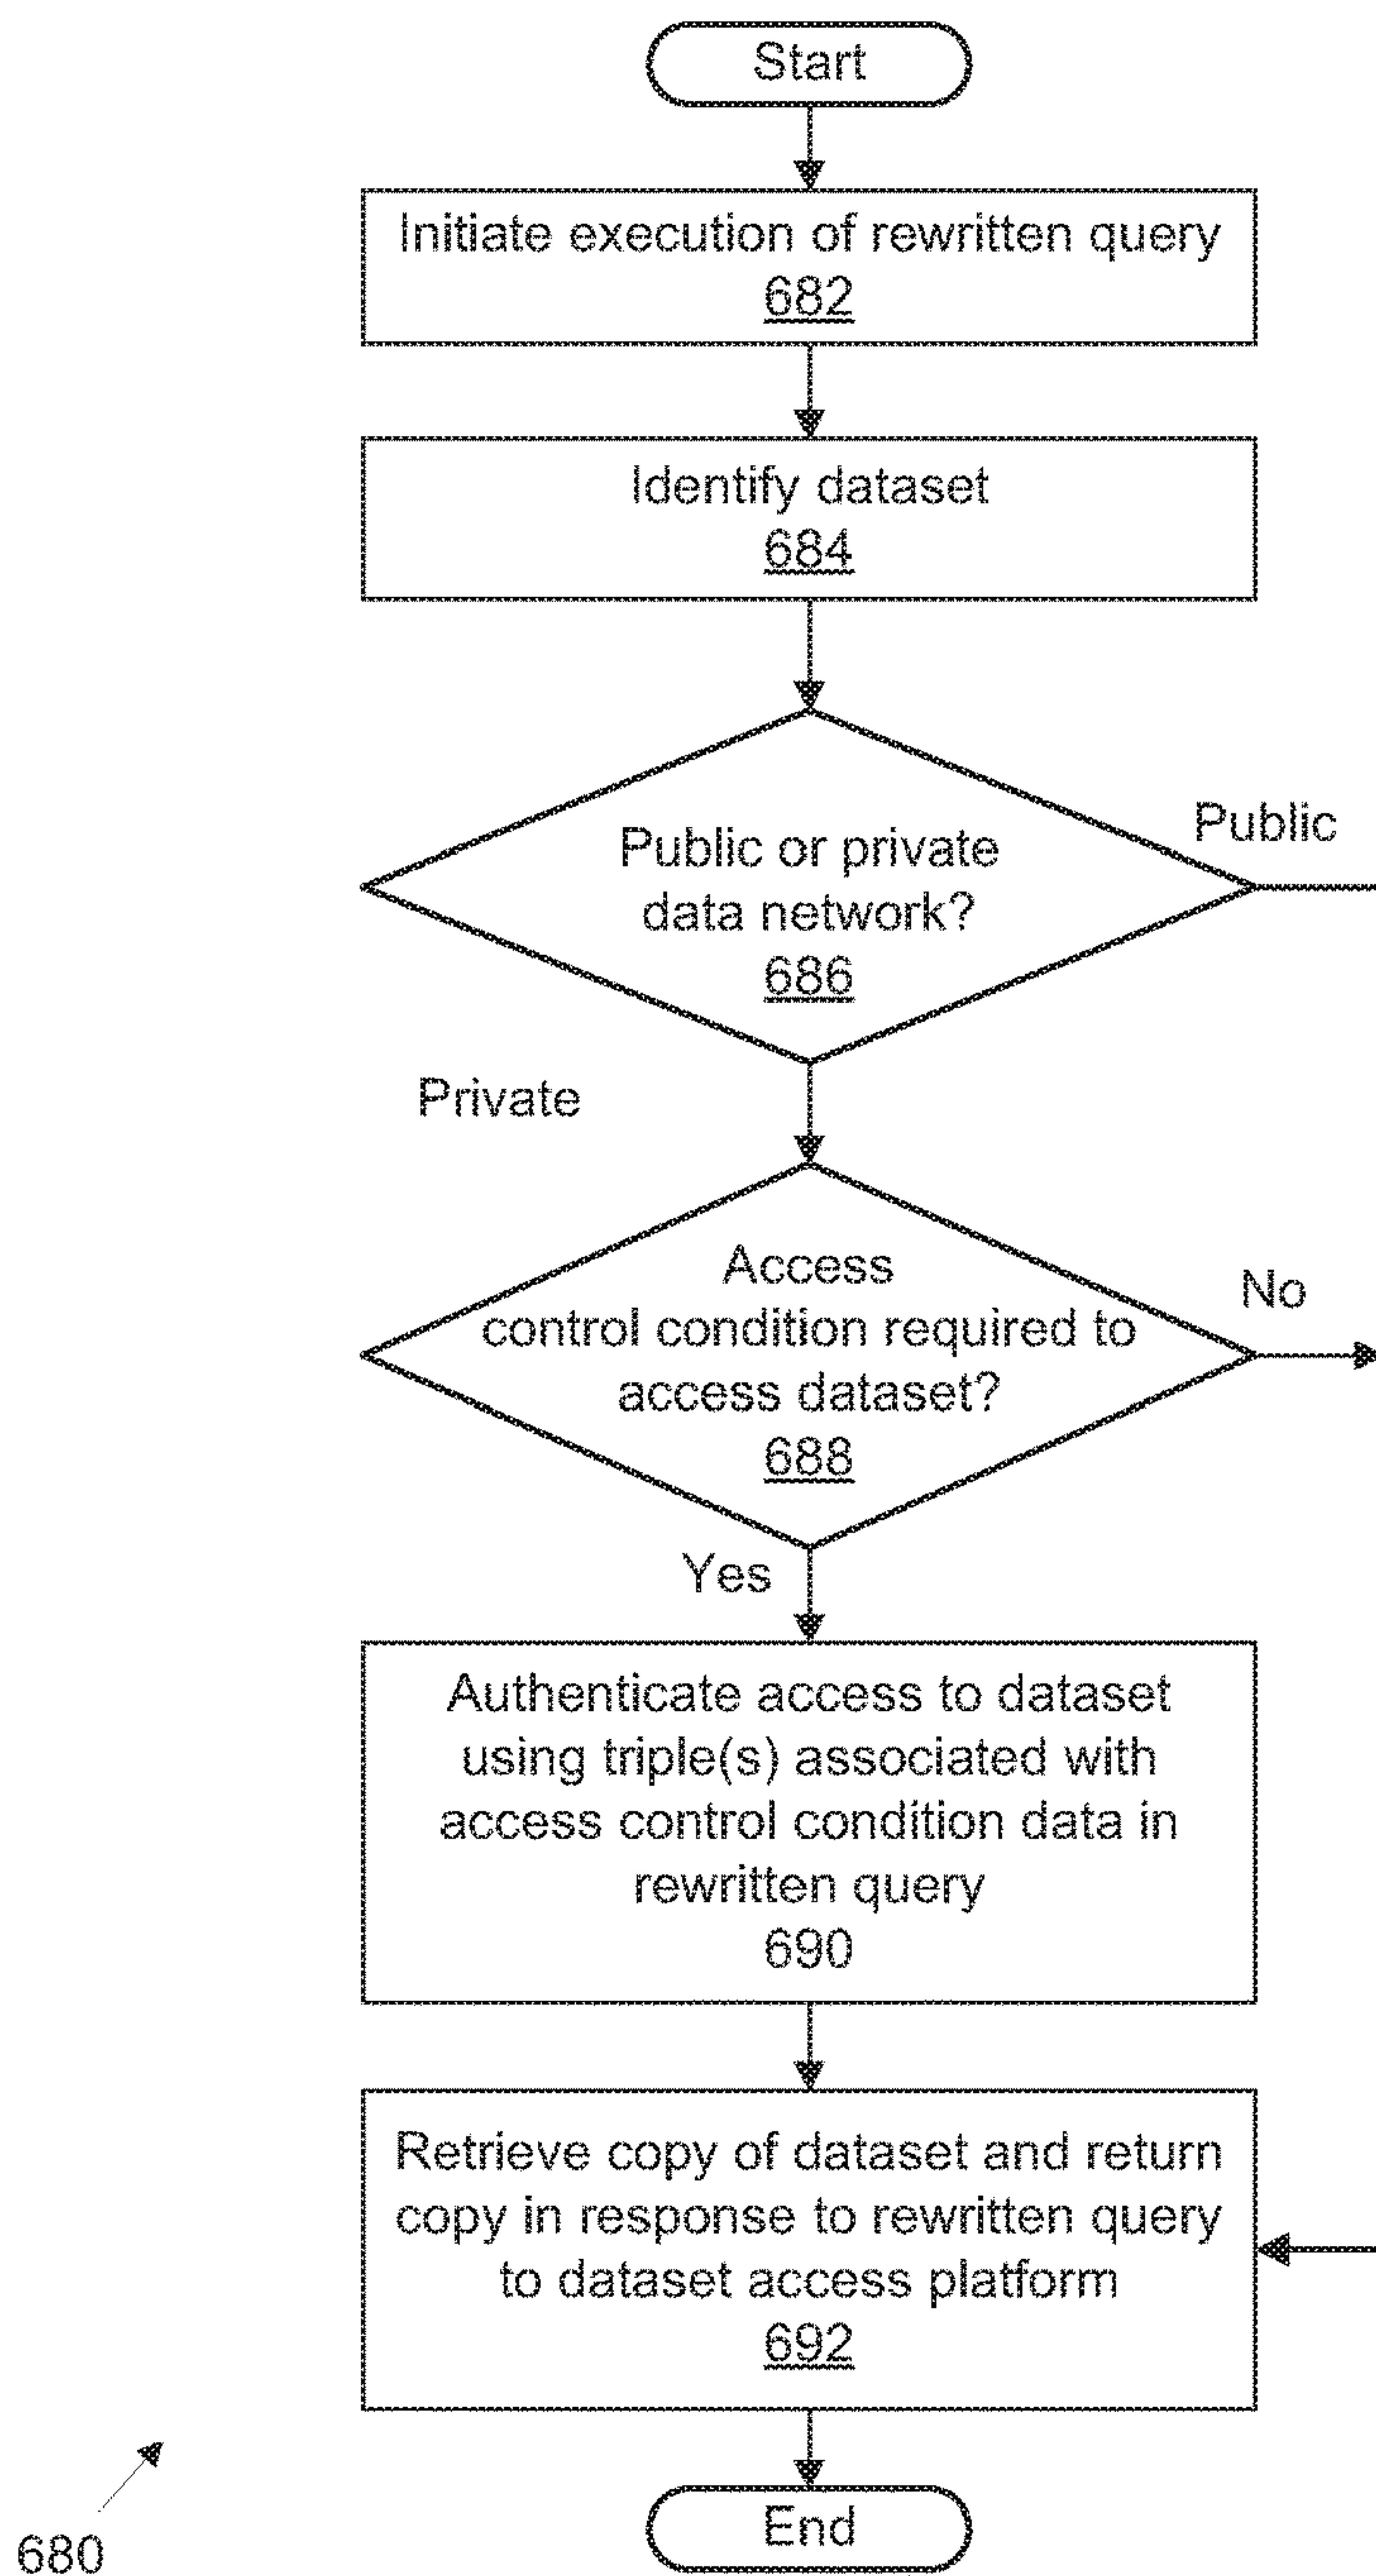 Start
Initiate execution of rewritten query
682
Identify dataset
684
Public or private
data network?
686
Public
Private
Access
control condition required to
access dataset?
688
No
Yes
Authenticate access to dataset
using triple(s) associated with
access control condition data in
rewritten query
690
Retrieve copy of dataset and return
copy in response to rewritten query
to dataset access platform
692
End
680